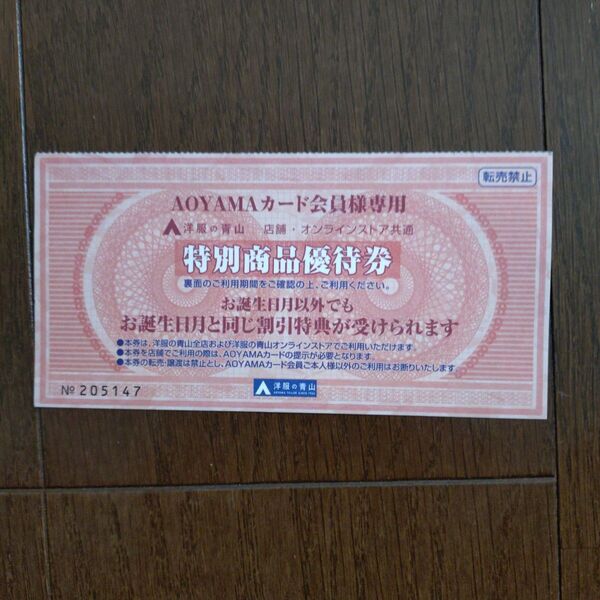 転売禁止
AOYAMAカード会員様専用
洋服の青山 店舗・オンラインストア共通
特別商品優待券
裏面のご利用期間をご確認の上、ご利用ください。
お誕生日月以外でも
お誕生日月と同じ割引特典が受けられます
●本券は、洋服の青山全店および洋服の青山オンラインストアでご利用いただけます。
●本券を店舗でご利用の際は、AOYAMAカードの提示が必要となります。
●本券の転売・譲渡は禁止とし、AOYAMAカード会員ご本人様以外のご利用はお断りいたします。
№ 205147
洋服の青山